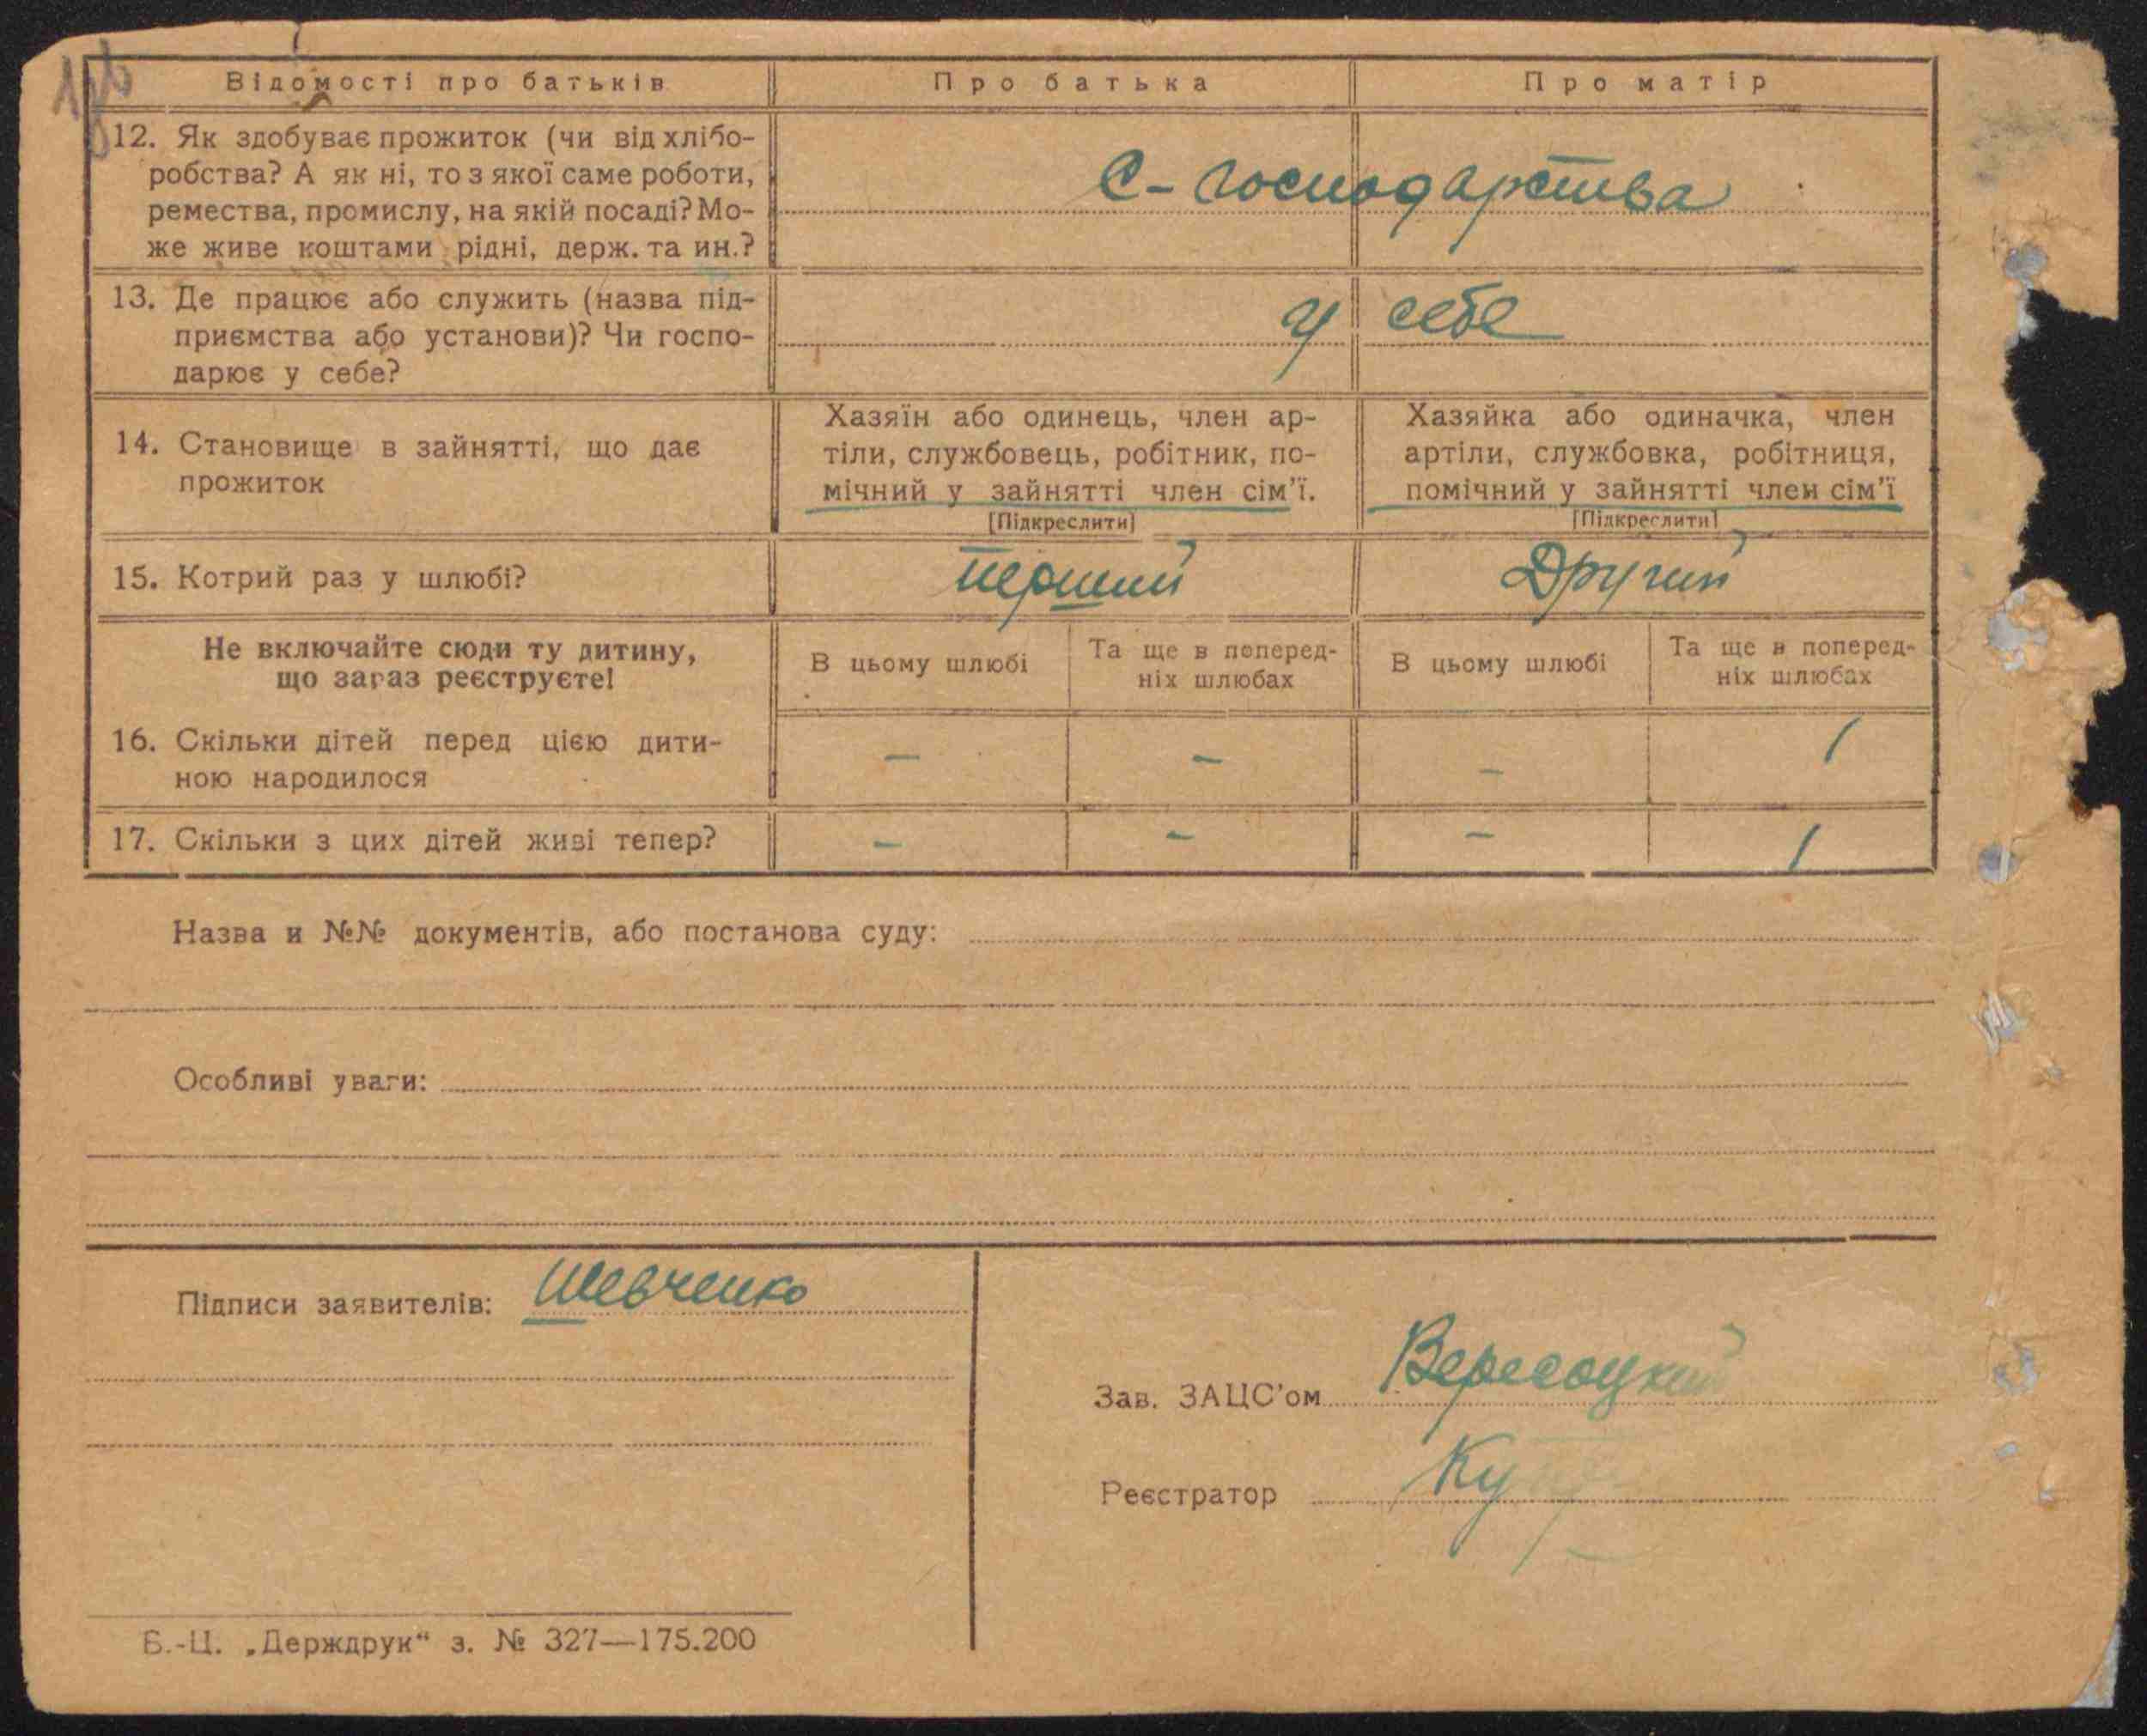 Відомості про батьків Про батька Про матір
12. Як здобуває прожиток (чи від хлібо-
робства? А як ні, то з якої саме роботи,
ремества, промислу, на якій посаді? Мо-
же живе коштами рідні, держ. та ин.?
С-господарства
13. Де працює або служить (назва під-
приємства або установи)? Чи госпо-
дарює у себе?
у себе
14. Становище в зайнятті, що дає
прожиток
Хазяїн або одинець, член ар-
тіли, службовець, робітник, по-
мічний у зайнятті член сім'ї.
[Підкреслити]
Хазяйка або одиначка, член
артіли, службовка, робітниця,
помічний у зайнятті член сім'ї
[Підкреслити]
15. Котрий раз у шлюбі? Перший Другий
Не включайте сюди ту дитину,
що зараз реєструєте!
В цьому шлюбі
Та ще в поперед-
ніх шлюбах
В цьому шлюбі
Та ще в поперед-
ніх шлюбах
16. Скільки дітей перед цією дити-
ною народилося
– – – 1
17. Скільки з цих дітей живі тепер? – – – 1
Назва и №№ документів, або постанова суду:
Особливі уваги:
Підписи заявителів: Шевченко
Зав. ЗАЦС'ом
Реєстратор
Б.-Ц. „Держдрук“ з. № 327—175.200